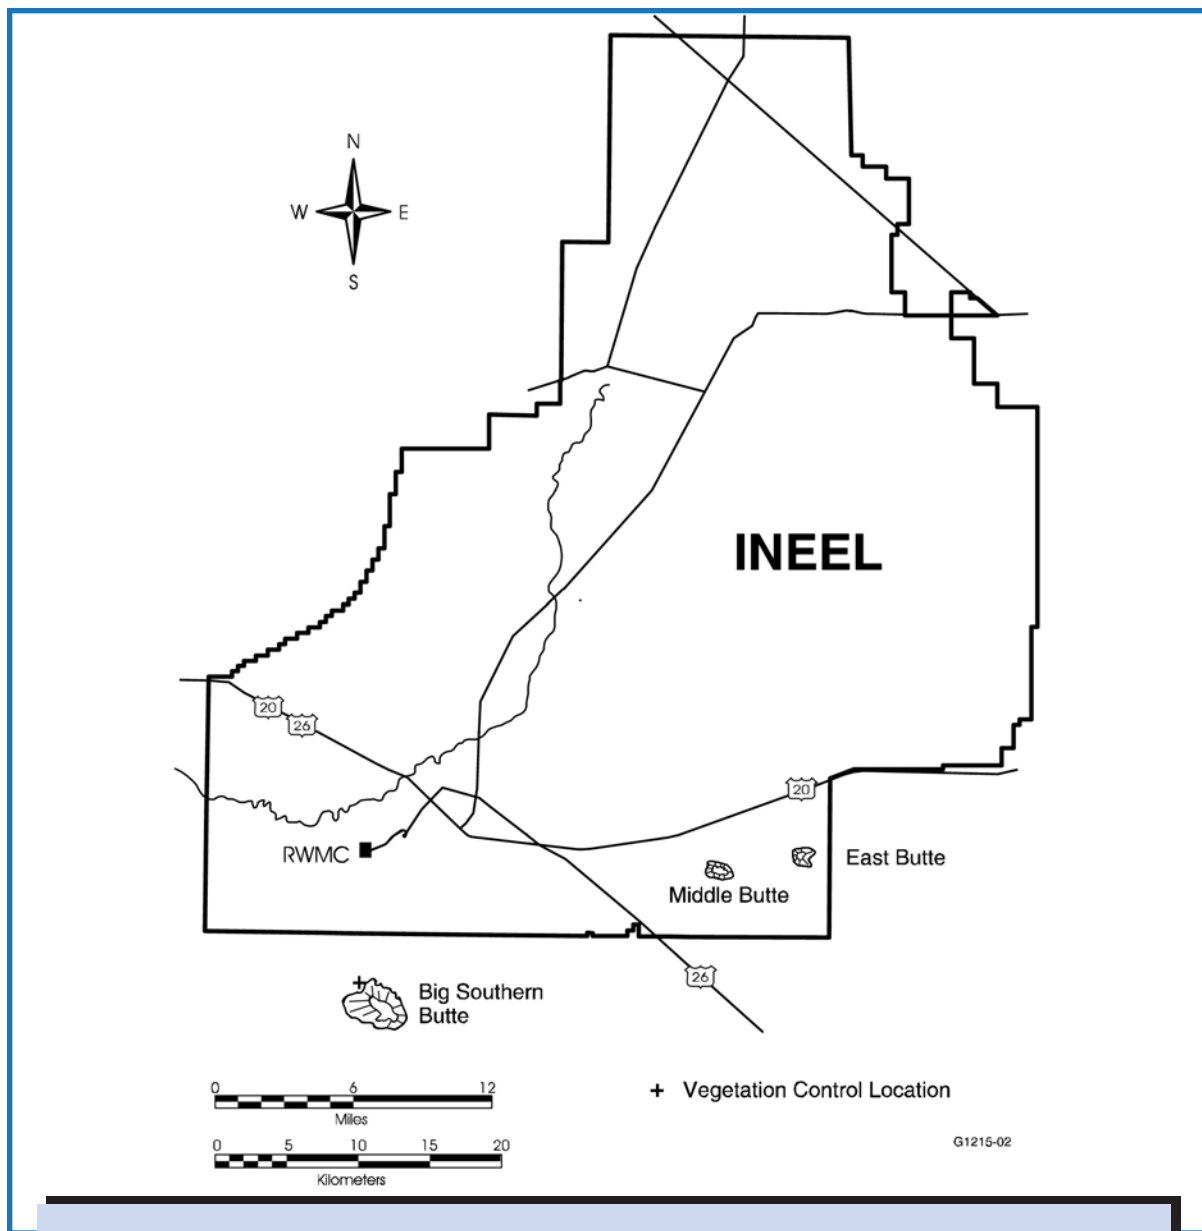 N
W E
S
INEEL
20
26
20
RWMC
East Butte
Middle Butte
26
Big Southern
Butte
0 6 12
Miles
+ Vegetation Control Location
0 5 10 15 20
Kilometers
G1215-02